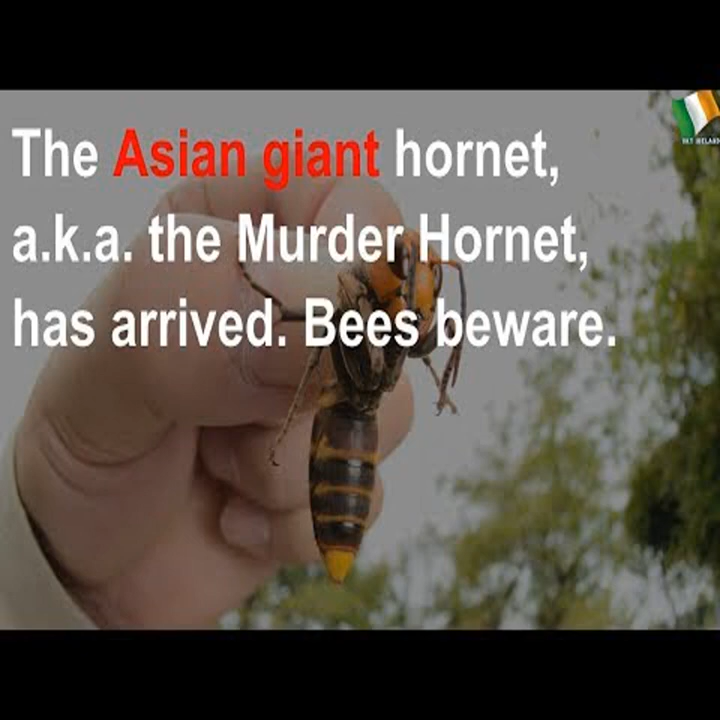 The Asian giant hornet,
a.k.a. the Murder Hornet,
has arrived. Bees beware.